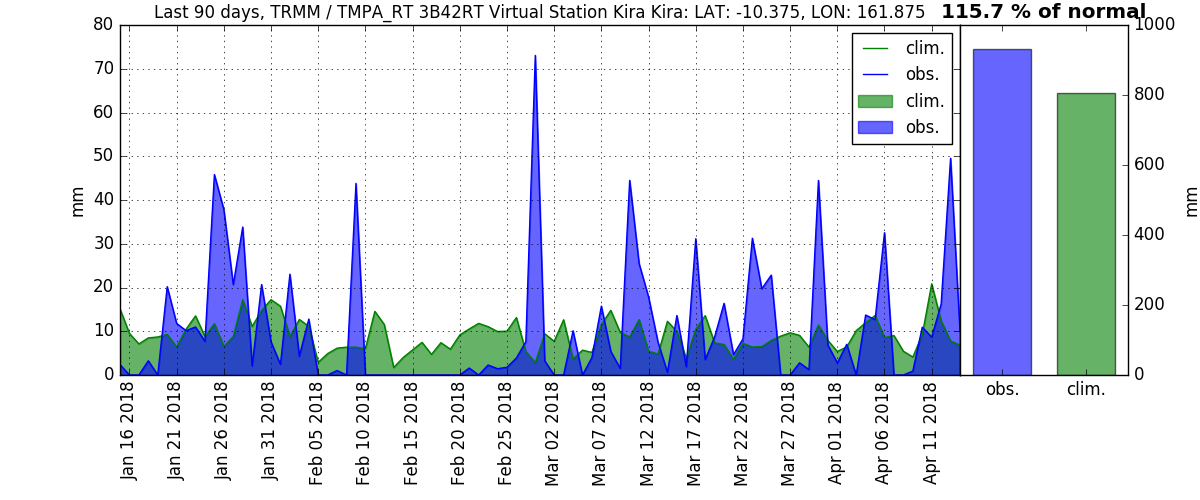 Last 90 days, TRMM / TMPA_RT 3B42RT Virtual Station Kira Kira: LAT: -10.375, LON: 161.875
115.7 % of normal
80
70
60
50
40
30
20
10
0
mm
clim.
obs.
clim.
obs.
1000
800
600
400
200
0
mm
Jan 16 2018
Jan 21 2018
Jan 26 2018
Jan 31 2018
Feb 05 2018
Feb 10 2018
Feb 15 2018
Feb 20 2018
Feb 25 2018
Mar 02 2018
Mar 07 2018
Mar 12 2018
Mar 17 2018
Mar 22 2018
Mar 27 2018
Apr 01 2018
Apr 06 2018
Apr 11 2018
obs.
clim.